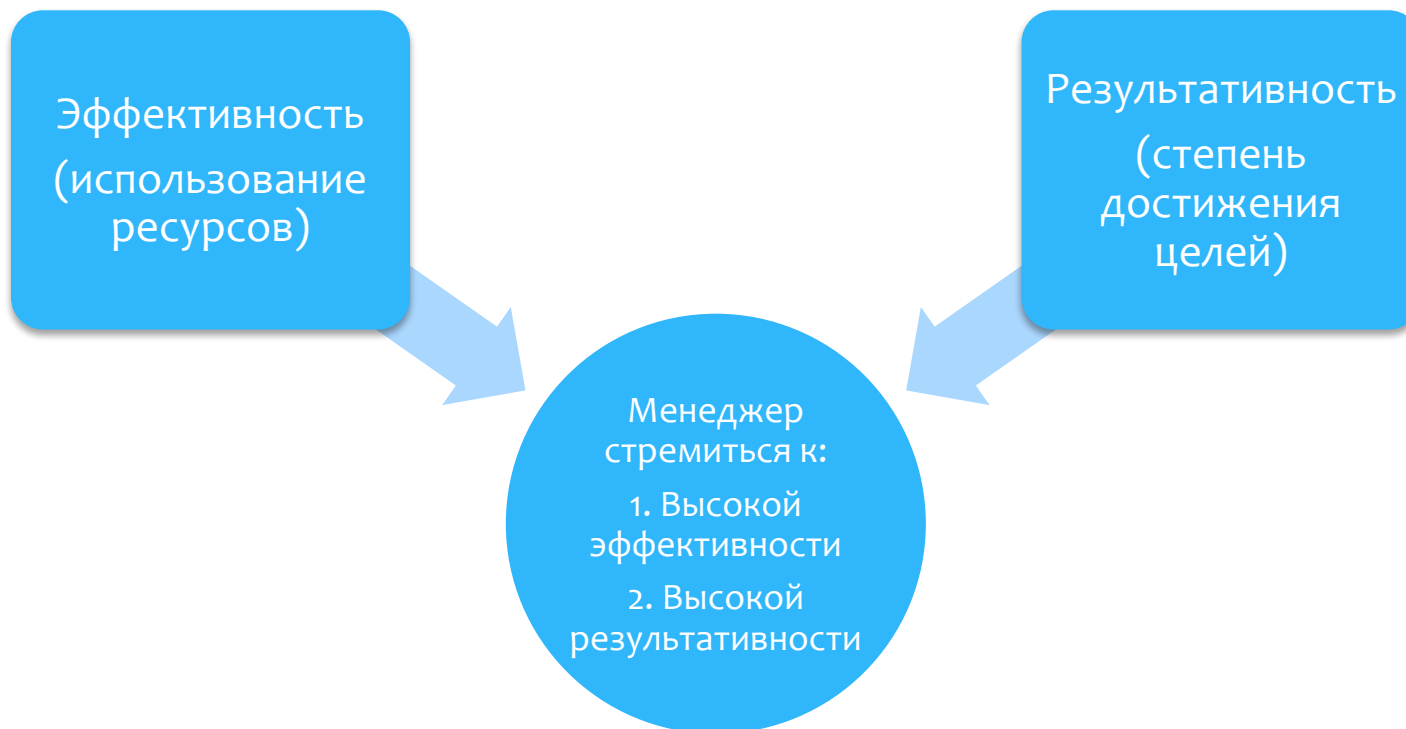 Эффективность
(использование
ресурсов)
Результативность
(степень
достижения
целей)
Менеджер
стремиться к:
1. Высокой
эффективности
2. Высокой
результативности